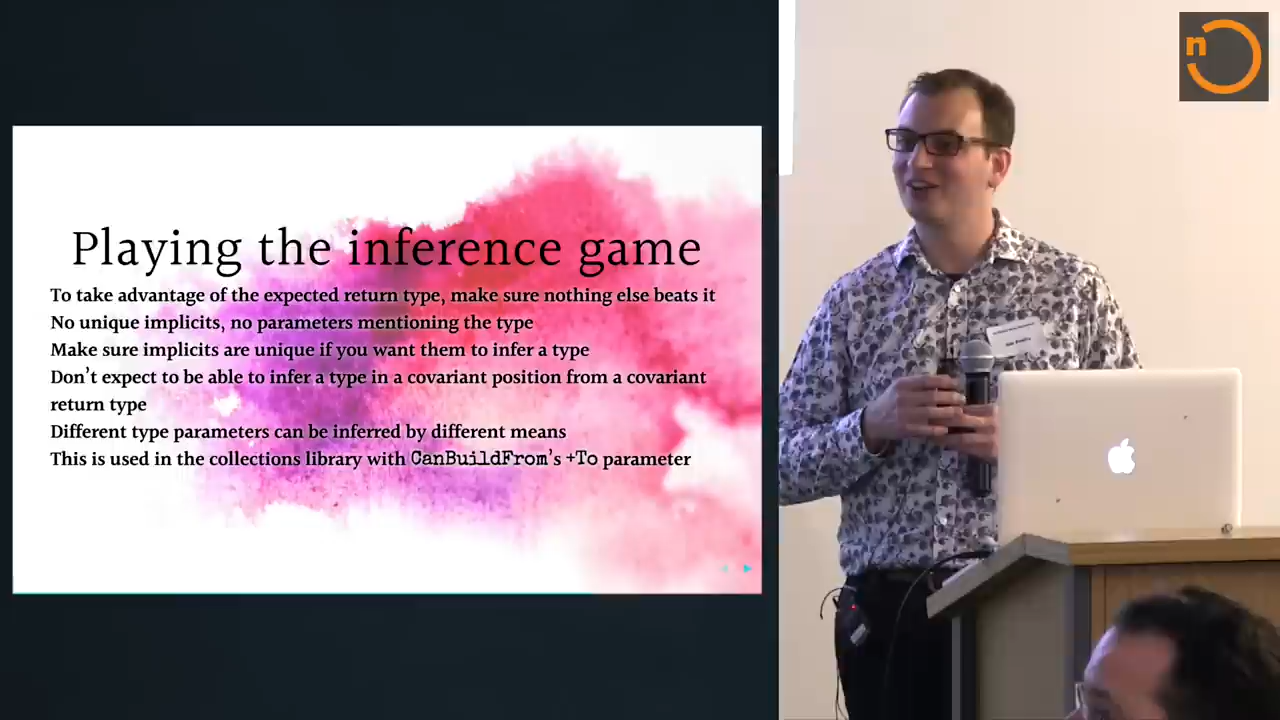 n
Playing the inference game
To take advantage of the expected return type, make sure nothing else beats it
No unique implicits, no parameters mentioning the type
Make sure implicits are unique if you want them to infer a type
Don't expect to be able to infer a type in a covariant position from a covariant
return type
Different type parameters can be inferred by different means
This is used in the collections library with CanBuildFrom's +To parameter